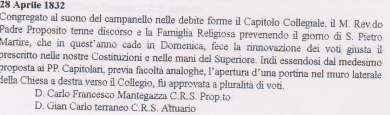 28 Aprile 1832
Congregato al suono del campanello nelle debite forme il Capitolo Collegiale, il M. Rev.do
Padre Proposito tenne discorso e la Famiglia Religiosa prevenendo il giorno di S. Pietro
Martire, che in quest'anno cade in Domenica, fece la rinnovazione dei voti giusta il
prescritto nelle nostre Costituzioni e nelle mani del Superiore. Indi essendosi dal medesimo
proposta ai PP. Capitolari, previa facoltà analoghe, l'apertura d'una portina nel muro laterale
della Chiesa a destra verso il Collegio, fu approvata a pluralità di voti.
D. Carlo Francesco Mantegazza C.R.S. Prop.to
D. Gian Carlo terraneo C.R.S. Attuario